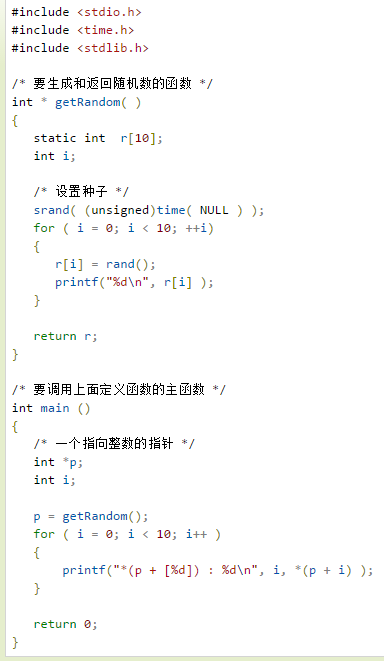 #include <stdio.h>
#include <time.h>
#include <stdlib.h>

/* 要生成和返回随机数的函数 */
int * getRandom( )
{
   static int  r[10];
   int i;

   /* 设置种子 */
   srand( (unsigned)time( NULL ) );
   for ( i = 0; i < 10; ++i)
   {
      r[i] = rand();
      printf("%d\n", r[i] );
   }

   return r;
}

/* 要调用上面定义函数的主函数 */
int main ()
{
   /* 一个指向整数的指针 */
   int *p;
   int i;

   p = getRandom();
   for ( i = 0; i < 10; i++ )
   {
       printf("*(p + [%d]) : %d\n", i, *(p + i) );
   }

   return 0;
}